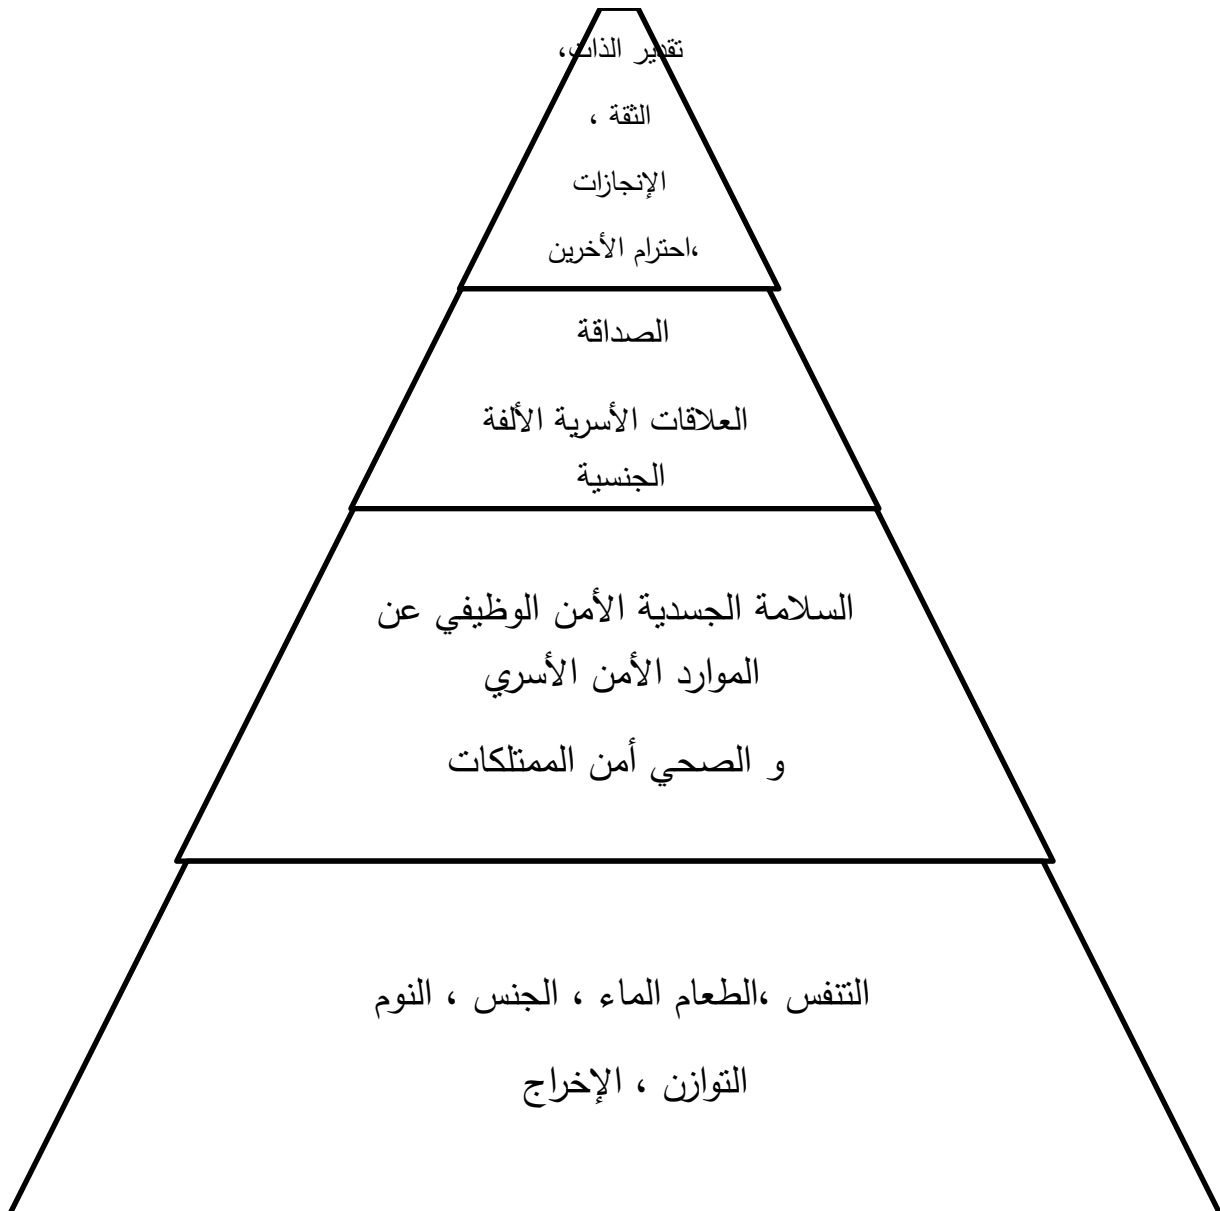 تقدير الذات،
الثقة ،
الإنجازات
،احترام الأخرين
الصداقة
العلاقات الأسرية الألفة
الجنسية
السلامة الجسدية الأمن الوظيفي عن
الموارد الأمن الأسري
و الصحي أمن الممتلكات
التنفس ،الطعام الماء ، الجنس ، النوم
التوازن ، الإخراج